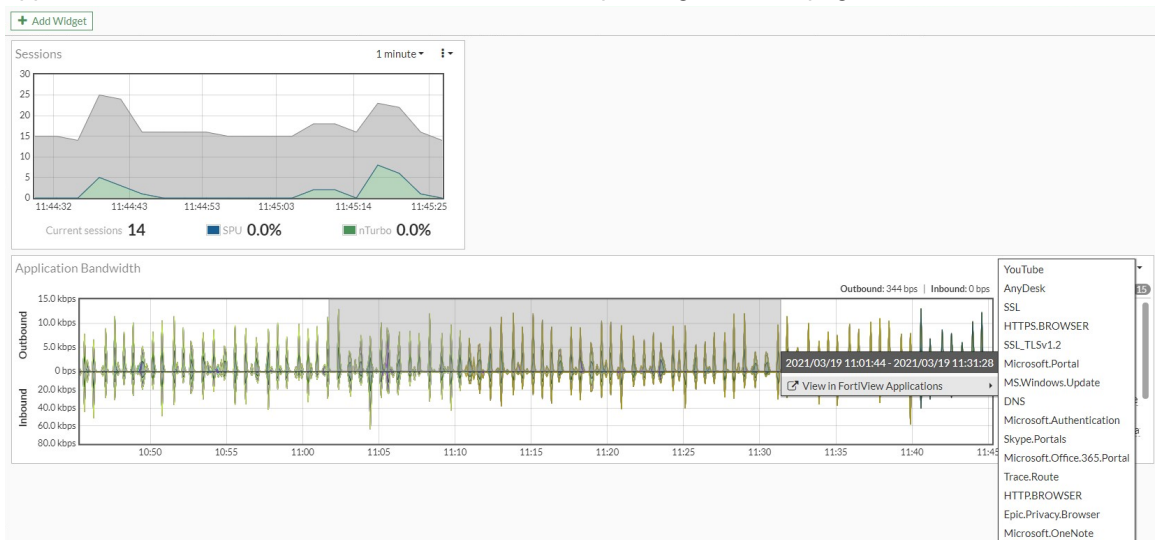 + Add Widget
Sessions
1 minute
30
25
20
15
10
5
0
11:44:32 11:44:43 11:44:53 11:45:03 11:45:14 11:45:25
Current sessions 14 SPU 0.0% nTurbo 0.0%
Application Bandwidth
Outbound: 344 bps | Inbound: 0 bps
15
15.0 kbps
10.0 kbps
5.0 kbps
0 bps
20.0 kbps
40.0 kbps
60.0 kbps
80.0 kbps
Outbound
Inbound
10:50 10:55 11:00 11:05 11:10 11:15 11:20 11:25 11:30 11:35 11:40 11:45
2021/03/19 11:01:44 - 2021/03/19 11:31:28
View in FortiView Applications
YouTube
AnyDesk
SSL
HTTPS.BROWSER
SSL_TLSv1.2
Microsoft.Portal
MS.Windows.Update
DNS
Microsoft.Authentication
Skype.Portals
Microsoft.Office.365.Portal
Trace.Route
HTTP.BROWSER
Epic.Privacy.Browser
Microsoft.OneNote